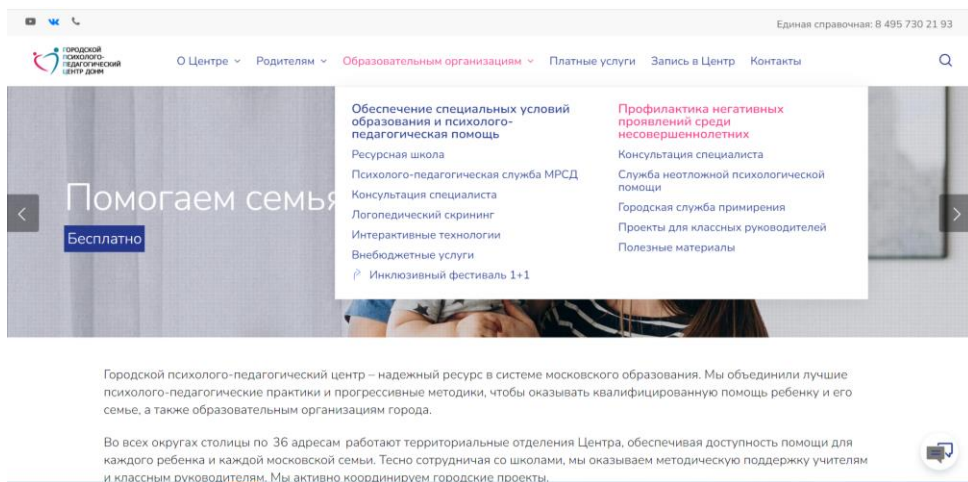 Единая справочная: 8 495 730 21 93
ГОРОДСКОЙ
ПСИХОЛОГО-
ПЕДАГОГИЧЕСКИЙ
ЦЕНТР ДОНМ
О Центре Родителям Образовательным организациям Платные услуги Запись в Центр Контакты
Обеспечение специальных условий
образования и психолого-
педагогическая помощь
Ресурсная школа
Психолого-педагогическая служба МРСД
Консультация специалиста
Логопедический скрининг
Интерактивные технологии
Внебюджетные услуги
Инклюзивный фестиваль 1+1
Профилактика негативных
проявлений среди
несовершеннолетних
Консультация специалиста
Служба неотложной психологической
помощи
Городская служба примирения
Проекты для классных руководителей
Полезные материалы
Помогаем семья
Бесплатно
Городской психолого-педагогический центр – надежный ресурс в системе московского образования. Мы объединили лучшие
психолого-педагогические практики и прогрессивные методики, чтобы оказывать квалифицированную помощь ребенку и его
семье, а также образовательным организациям города.
Во всех округах столицы по 36 адресам работают территориальные отделения Центра, обеспечивая доступность помощи для
каждого ребенка и каждой московской семьи. Тесно сотрудничая со школами, мы оказываем методическую поддержку учителям
и классным руководителям. Мы активно координируем городские проекты.